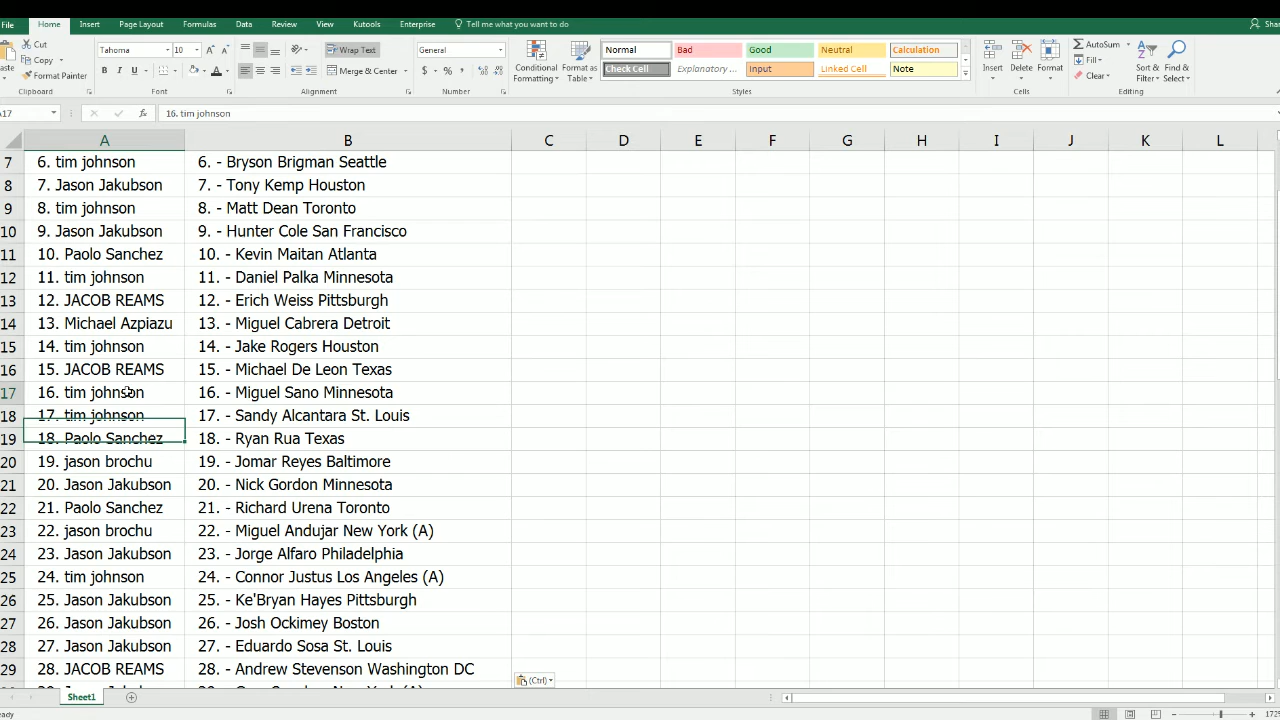 File Home Insert Page Layout Formulas Data Review View Kutools Enterprise Tell me what you want to do
Cut Copy Format Painter Clipboard
Tahoma 10 B I U Font
Wrap Text Merge & Center Alignment
General $ % , Number
Conditional Formatting Format as Table
Normal Bad Good Neutral Calculation
Check Cell Explanatory ... Input Linked Cell Note
Styles
Insert Delete Format Cells
AutoSum Fill Clear Sort & Filter Find & Select Editing
A17 fx 16. tim johnson
A B C D E F G H I J K L
7 6. tim johnson 6. - Bryson Brigman Seattle
8 7. Jason Jakubson 7. - Tony Kemp Houston
9 8. tim johnson 8. - Matt Dean Toronto
10 9. Jason Jakubson 9. - Hunter Cole San Francisco
11 10. Paolo Sanchez 10. - Kevin Maitan Atlanta
12 11. tim johnson 11. - Daniel Palka Minnesota
13 12. JACOB REAMS 12. - Erich Weiss Pittsburgh
14 13. Michael Azpiazu 13. - Miguel Cabrera Detroit
15 14. tim johnson 14. - Jake Rogers Houston
16 15. JACOB REAMS 15. - Michael De Leon Texas
17 16. tim johnson 16. - Miguel Sano Minnesota
18 17. tim johnson 17. - Sandy Alcantara St. Louis
19 18. Paolo Sanchez 18. - Ryan Rua Texas
20 19. jason brochu 19. - Jomar Reyes Baltimore
21 20. Jason Jakubson 20. - Nick Gordon Minnesota
22 21. Paolo Sanchez 21. - Richard Urena Toronto
23 22. jason brochu 22. - Miguel Andujar New York (A)
24 23. Jason Jakubson 23. - Jorge Alfaro Philadelphia
25 24. tim johnson 24. - Connor Justus Los Angeles (A)
26 25. Jason Jakubson 25. - Ke'Bryan Hayes Pittsburgh
27 26. Jason Jakubson 26. - Josh Ockimey Boston
28 27. Jason Jakubson 27. - Eduardo Sosa St. Louis
29 28. JACOB REAMS 28. - Andrew Stevenson Washington DC
(Ctrl)
Sheet1